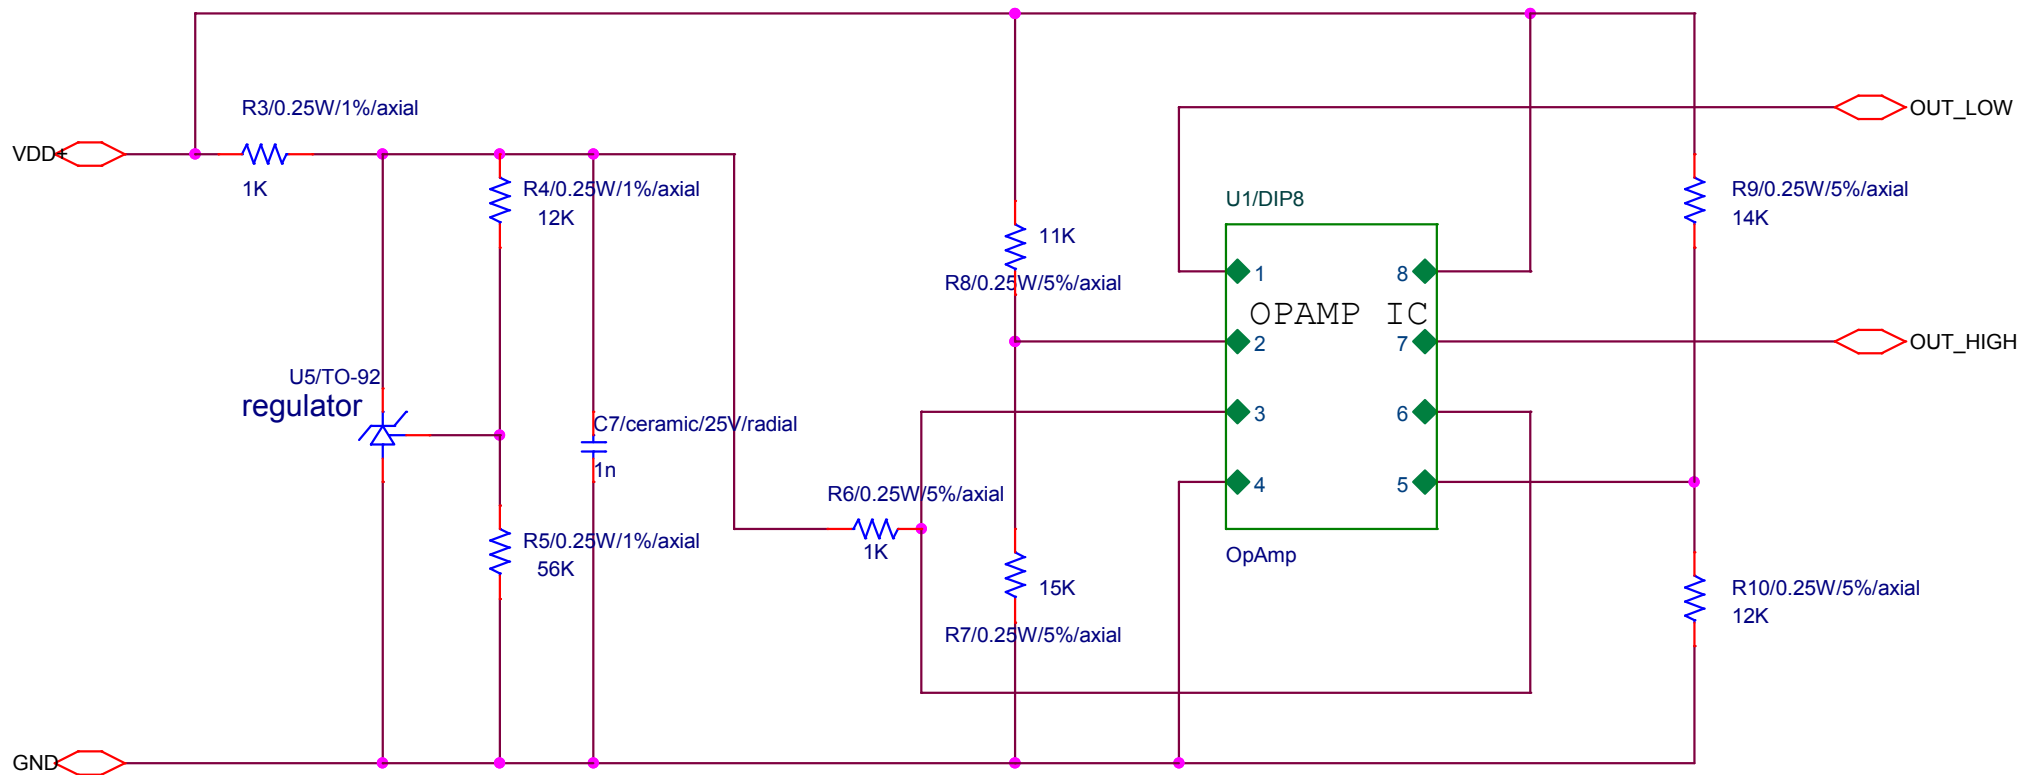 R3/0.25W/1%/axial
OUT_LOW
VDD+
1K
R4/0.25W/1%/axial
12K
U1/DIP8
R9/0.25W/5%/axial
14K
11K
R8/0.25W/5%/axial
1
8
OPAMP IC
2
7
OUT_HIGH
U5/TO-92
regulator
3
6
C7/ceramic/25V/radial
1n
4
5
R6/0.25W/5%/axial
1K
R5/0.25W/1%/axial
56K
OpAmp
15K
R7/0.25W/5%/axial
R10/0.25W/5%/axial
12K
GND